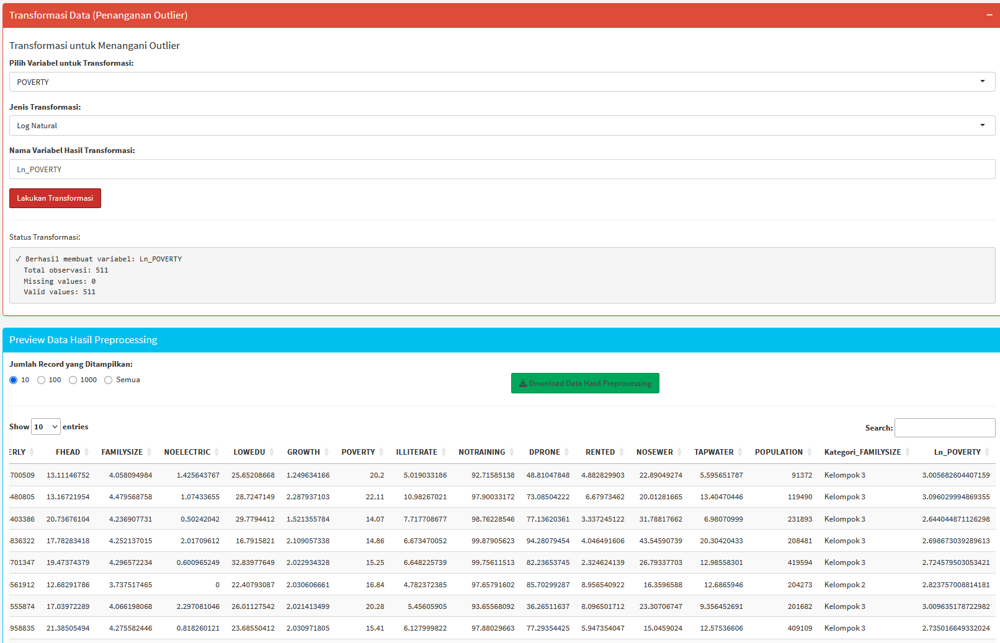 Transformasi Data (Penanganan Outlier)
Transformasi untuk Menangani Outlier
Pilih Variabel untuk Transformasi:
POVERTY
Jenis Transformasi:
Log Natural
Nama Variabel Hasil Transformasi:
Ln_POVERTY
Lakukan Transformasi
Status Transformasi:
✓ Berhasil membuat variabel: Ln_POVERTY
Total observasi: 511
Missing values: 0
Valid values: 511
Preview Data Hasil Preprocessing
Jumlah Record yang Ditampilkan:
10 100 1000 Semua
Download Data Hasil Preprocessing
Show 10 entries
Search:
ERLY FHEAD FAMILYSIZE NOELECTRIC LOWEDU GROWTH POVERTY ILLITERATE NOTRAINING DPRONE RENTED NOSEWER TAPWATER POPULATION Kategori_FAMILYSIZE Ln_POVERTY
700509 13.11146752 4.058094984 1.425643767 25.65208668 1.249634166 20.2 5.019033186 92.71585138 48.81047848 4.882829903 22.89049274 5.595651787 91372 Kelompok 3 3.005682604407159
480805 13.16721954 4.479568758 1.07433655 28.7247149 2.287937103 22.11 10.98267021 97.90033172 73.08504222 6.67973462 20.01281665 13.40470446 119490 Kelompok 3 3.096029994869355
403386 20.73676104 4.236907731 0.50242042 29.7794412 1.521355784 14.07 7.717708677 98.76228546 77.13620361 3.337245122 31.78817662 6.98070999 231893 Kelompok 3 2.644044871126298
836322 17.78283418 4.252137015 2.01709612 16.7915821 2.109057338 14.86 6.673470052 99.87905623 94.28079454 4.046491606 43.54590739 20.30420433 208481 Kelompok 3 2.698673039289613
701347 19.47374379 4.296572234 0.600965249 32.83977649 2.022934328 15.25 6.648225739 99.75611513 82.23653745 2.324624139 26.79337703 12.98558301 419594 Kelompok 3 2.724579503053421
561912 12.68291786 3.737517465 0 22.40793087 2.030606661 16.84 4.782372385 97.65791602 85.70299287 8.956540922 16.3596588 12.6865946 204273 Kelompok 2 2.823757008814181
555874 17.03972289 4.066198068 2.297081046 26.01127542 2.021413499 20.28 5.45605905 93.65568092 36.26511637 8.096501712 23.30706747 9.356452691 201682 Kelompok 3 3.009635178722982
958835 21.38505494 4.275582446 0.818260121 23.68550412 2.030971805 15.41 6.127999822 97.88029663 77.29354425 5.947354047 15.0459024 12.57536606 409109 Kelompok 3 2.735016649332024